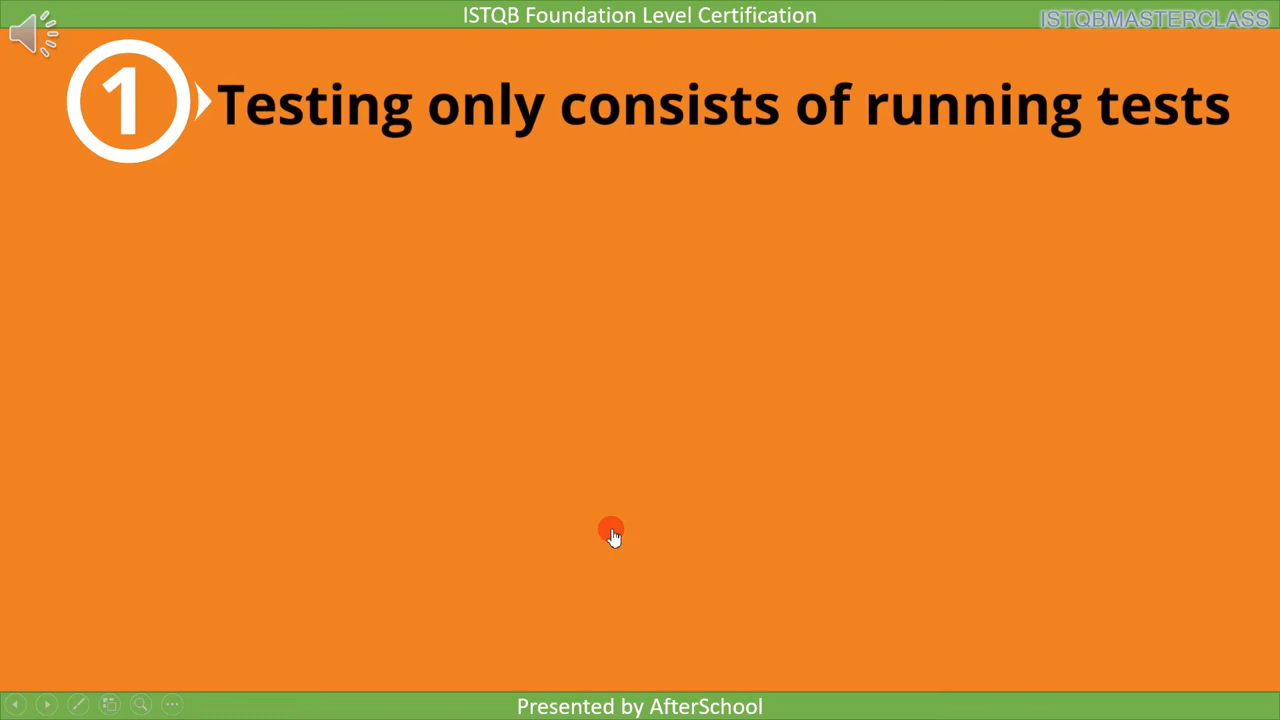 ISTQB Foundation Level Certification
ISTQBMASTERCLASS
1
Testing only consists of running tests
Presented by AfterSchool